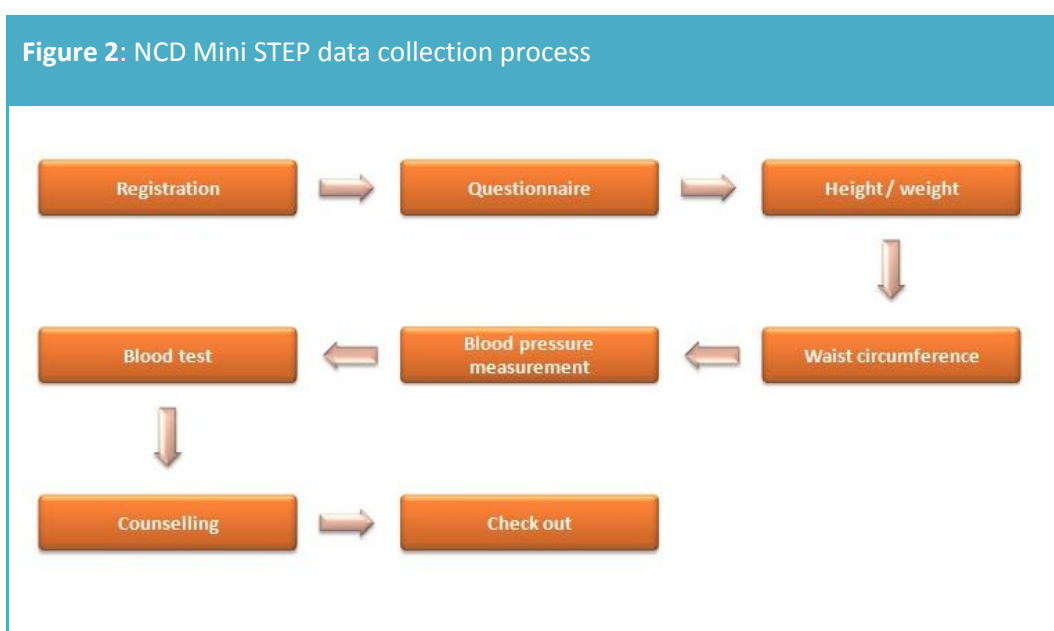 Figure 2: NCD Mini STEP data collection process
Registration
Questionnaire
Height / weight
Waist circumference
Blood pressure
measurement
Blood test
Counselling
Check out